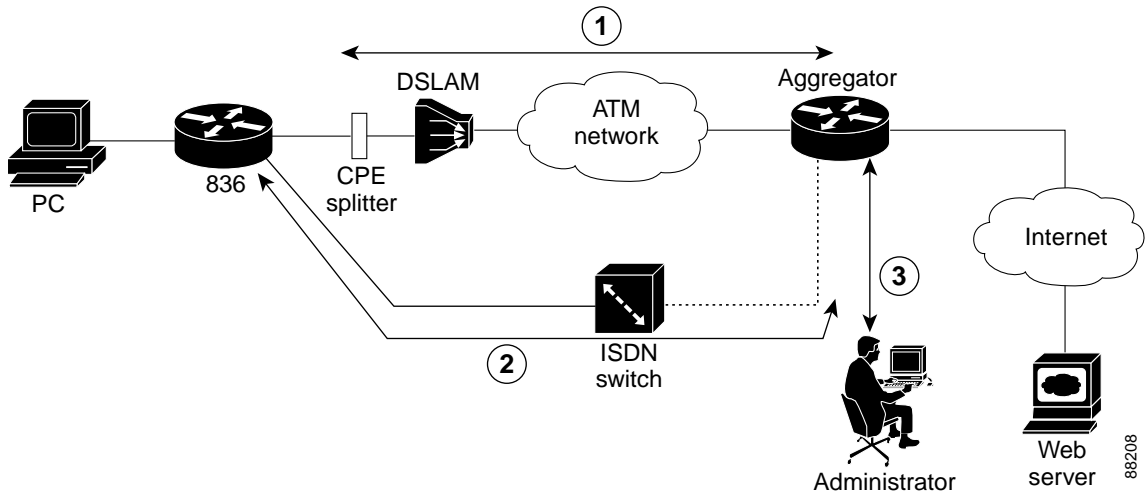 1
DSLAM
Aggregator
ATM
network
PC
836
CPE
splitter
Internet
3
2
ISDN
switch
Administrator
Web
server
88208